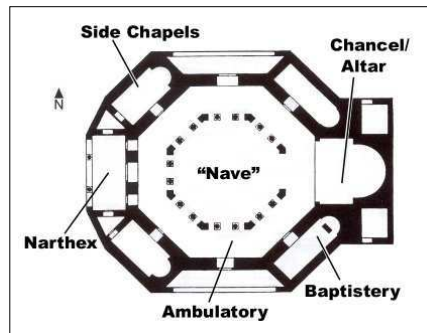 Side Chapels
Chancel/
Altar
N
“Nave”
Narthex
Baptistery
Ambulatory